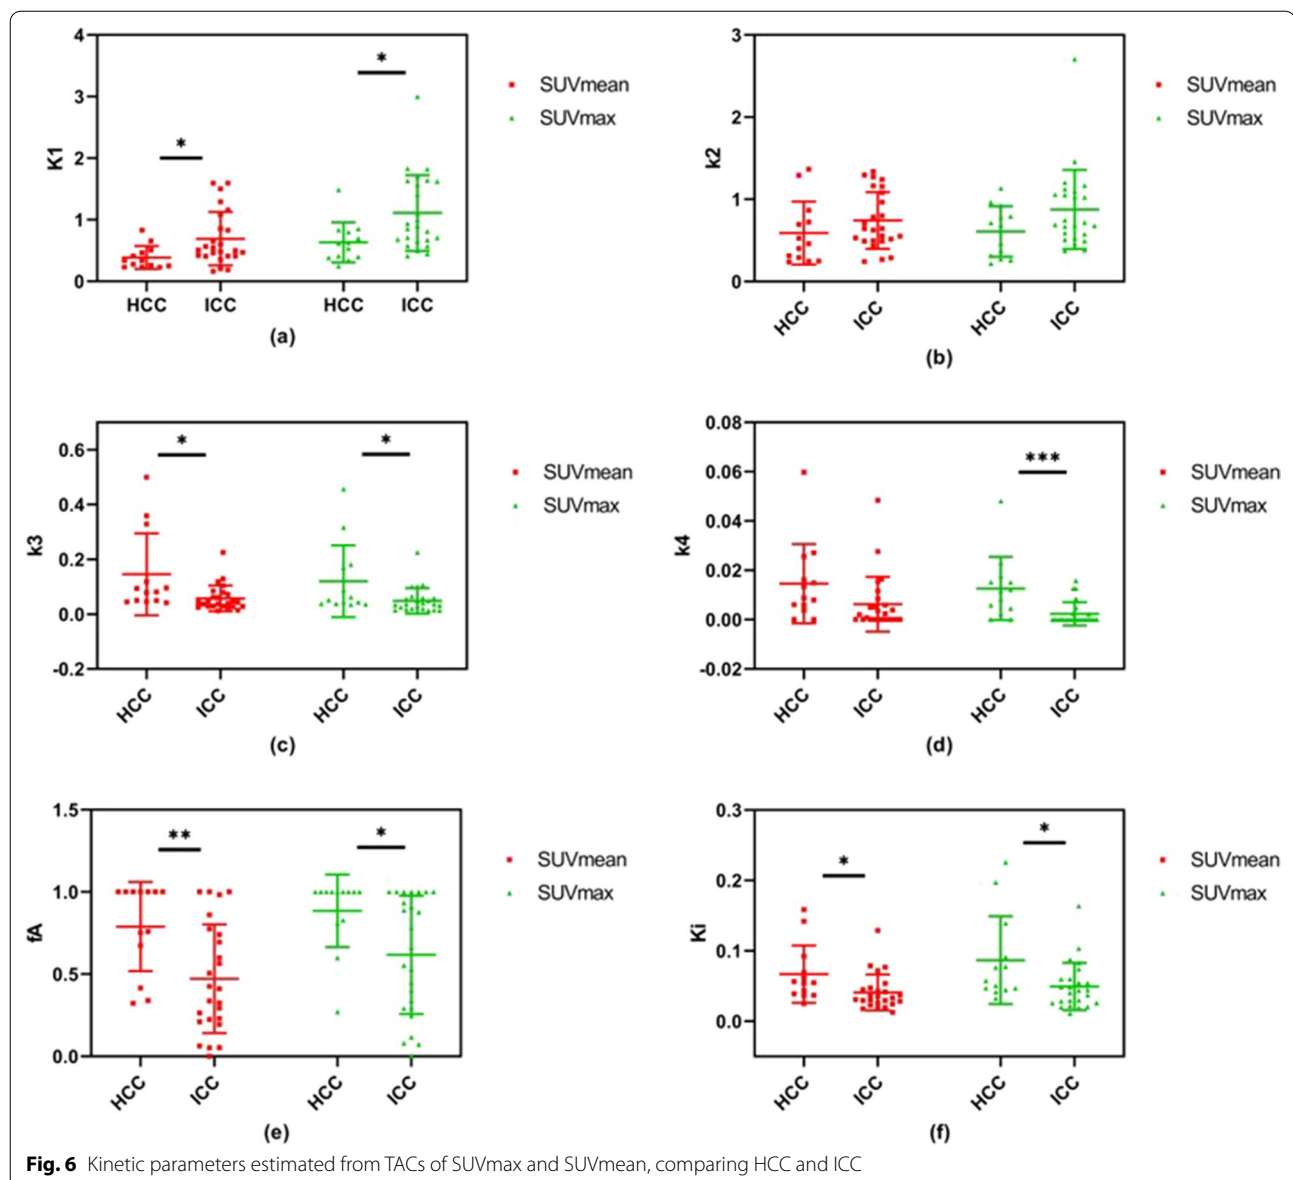 4
3
2
1
0
K1
*
*
HCC ICC HCC ICC
(a)
SUVmean
SUVmax
3
2
1
0
k2
HCC ICC HCC ICC
(b)
SUVmean
SUVmax
0.6
0.4
0.2
0.0
-0.2
k3
*
*
HCC ICC HCC ICC
(c)
SUVmean
SUVmax
0.08
0.06
0.04
0.02
0.00
-0.02
k4
***
HCC ICC HCC ICC
(d)
SUVmean
SUVmax
1.5
1.0
0.5
0.0
fA
**
*
HCC ICC HCC ICC
(e)
SUVmean
SUVmax
0.3
0.2
0.1
0.0
Ki
*
*
HCC ICC HCC ICC
(f)
SUVmean
SUVmax
Fig. 6 Kinetic parameters estimated from TACs of SUVmax and SUVmean, comparing HCC and ICC